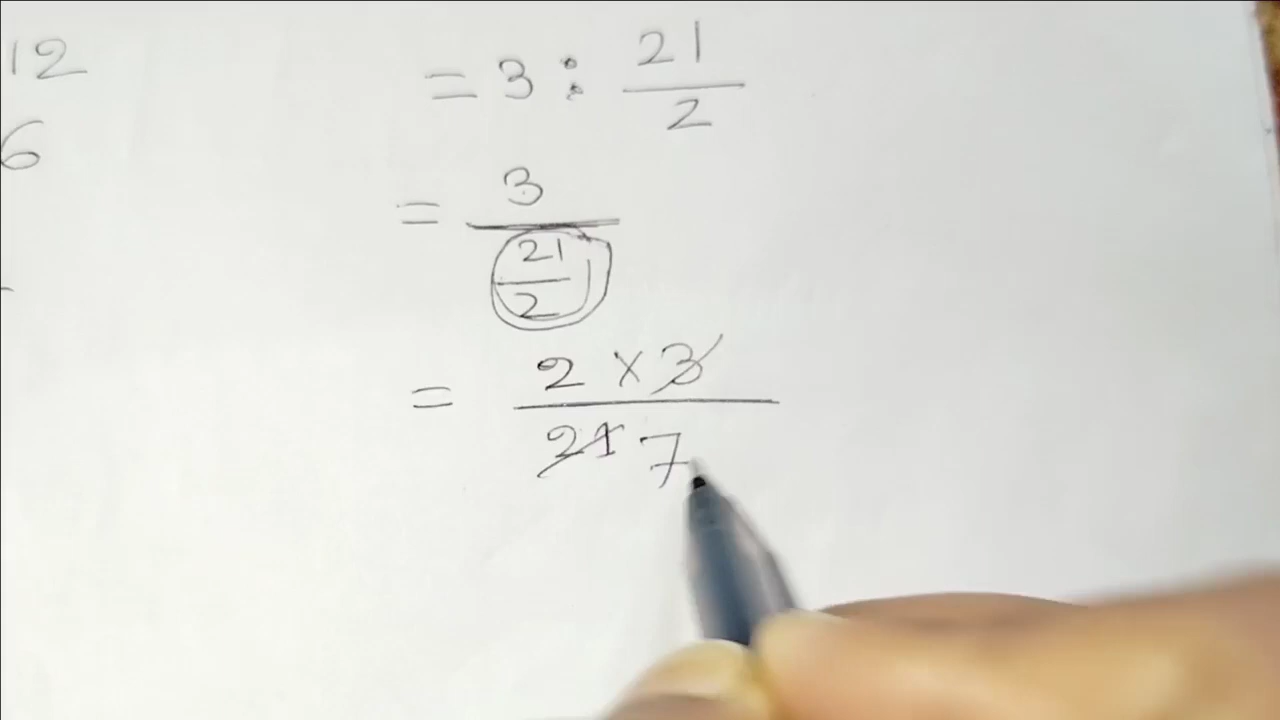 12
6
= 3 : 21/2
= 3/(21/2)
= 2 × 3/21 7